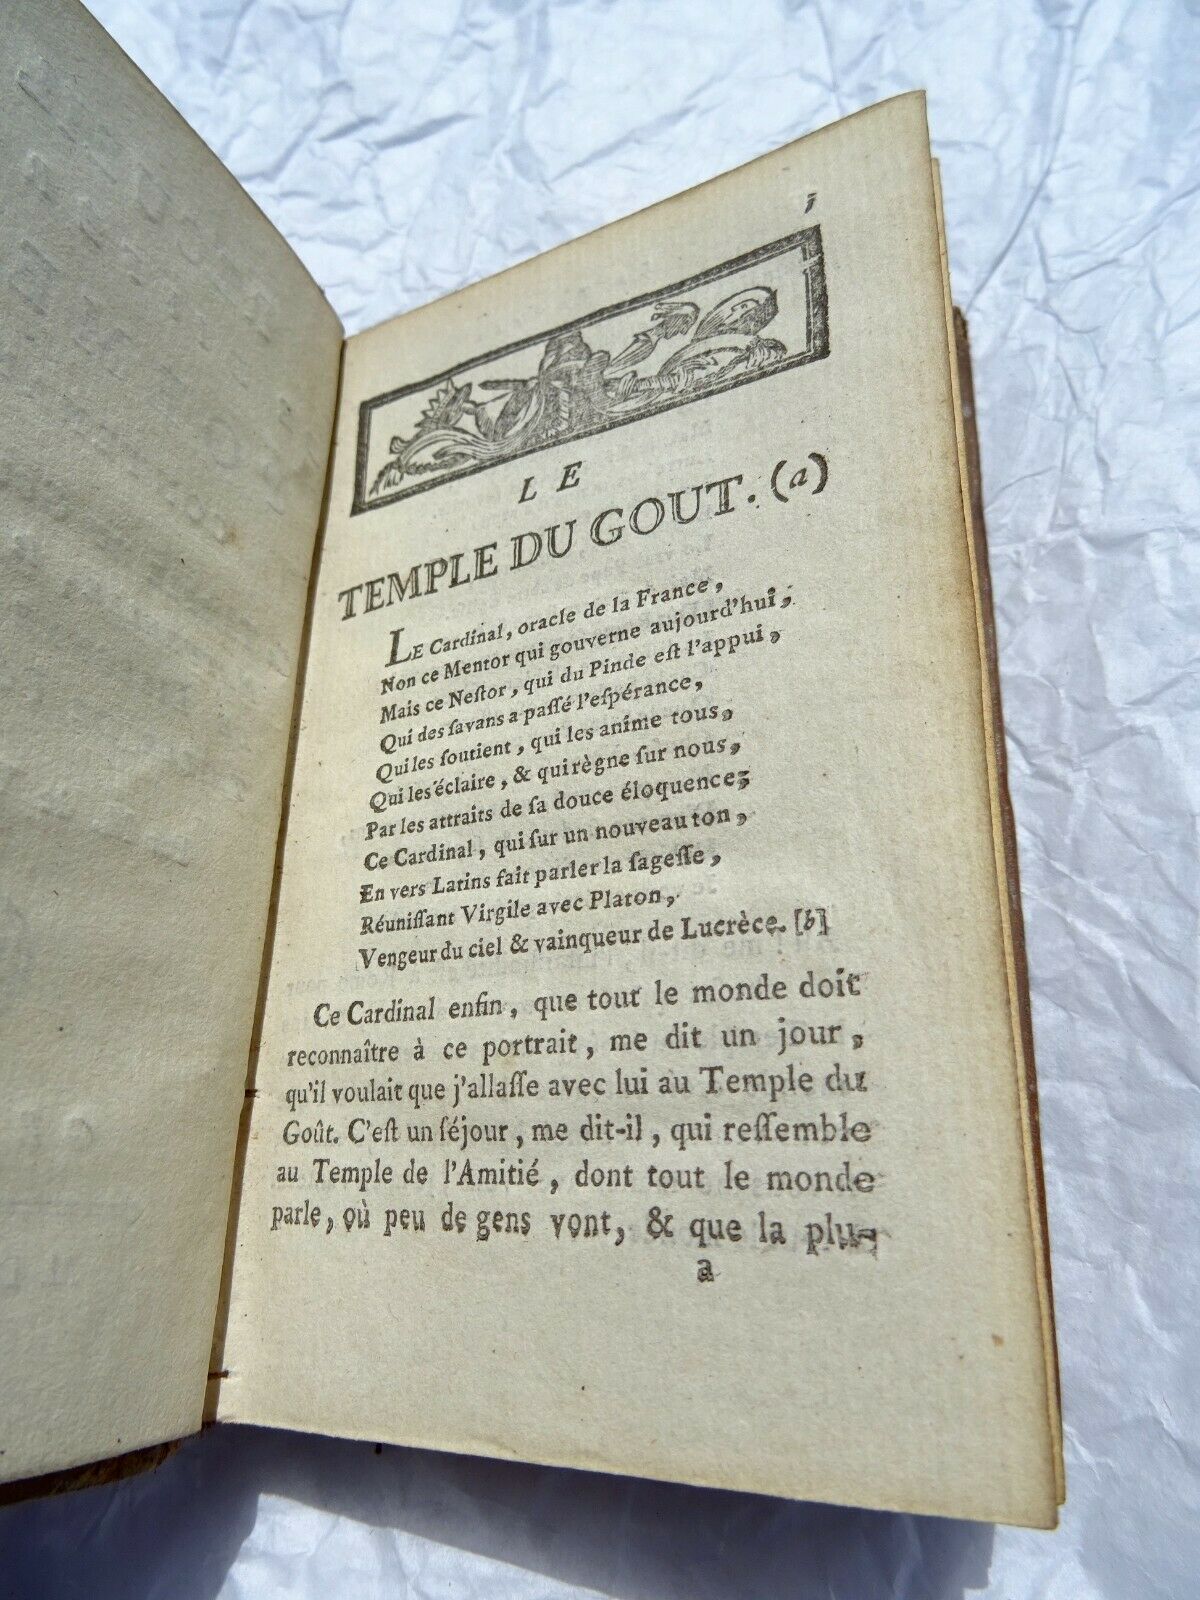 j
LE
TEMPLE DU GOUT. (a)
LE Cardinal, oracle de la France,
Non ce Mentor qui gouverne aujourd'hui,
Mais ce Neſtor, qui du Pinde eſt l'appui,
Qui des ſavans a paſſé l'eſpérance,
Qui les ſoutient, qui les anime tous,
Qui les éclaire, & qui règne ſur nous,
Par les attraits de ſa douce éloquence;
Ce Cardinal, qui ſur un nouveau ton,
En vers Latins fait parler la ſageſſe,
Réuniſſant Virgile avec Platon,
Vengeur du ciel & vainqueur de Lucrèce. [b]
Ce Cardinal enfin, que tout le monde doit
reconnaître à ce portrait, me dit un jour,
qu'il voulait que j'allaſſe avec lui au Temple du
Goût. C'eſt un ſéjour, me dit-il, qui reſſemble
au Temple de l'Amitié, dont tout le monde
parle, où peu de gens vont, & que la plu-
a